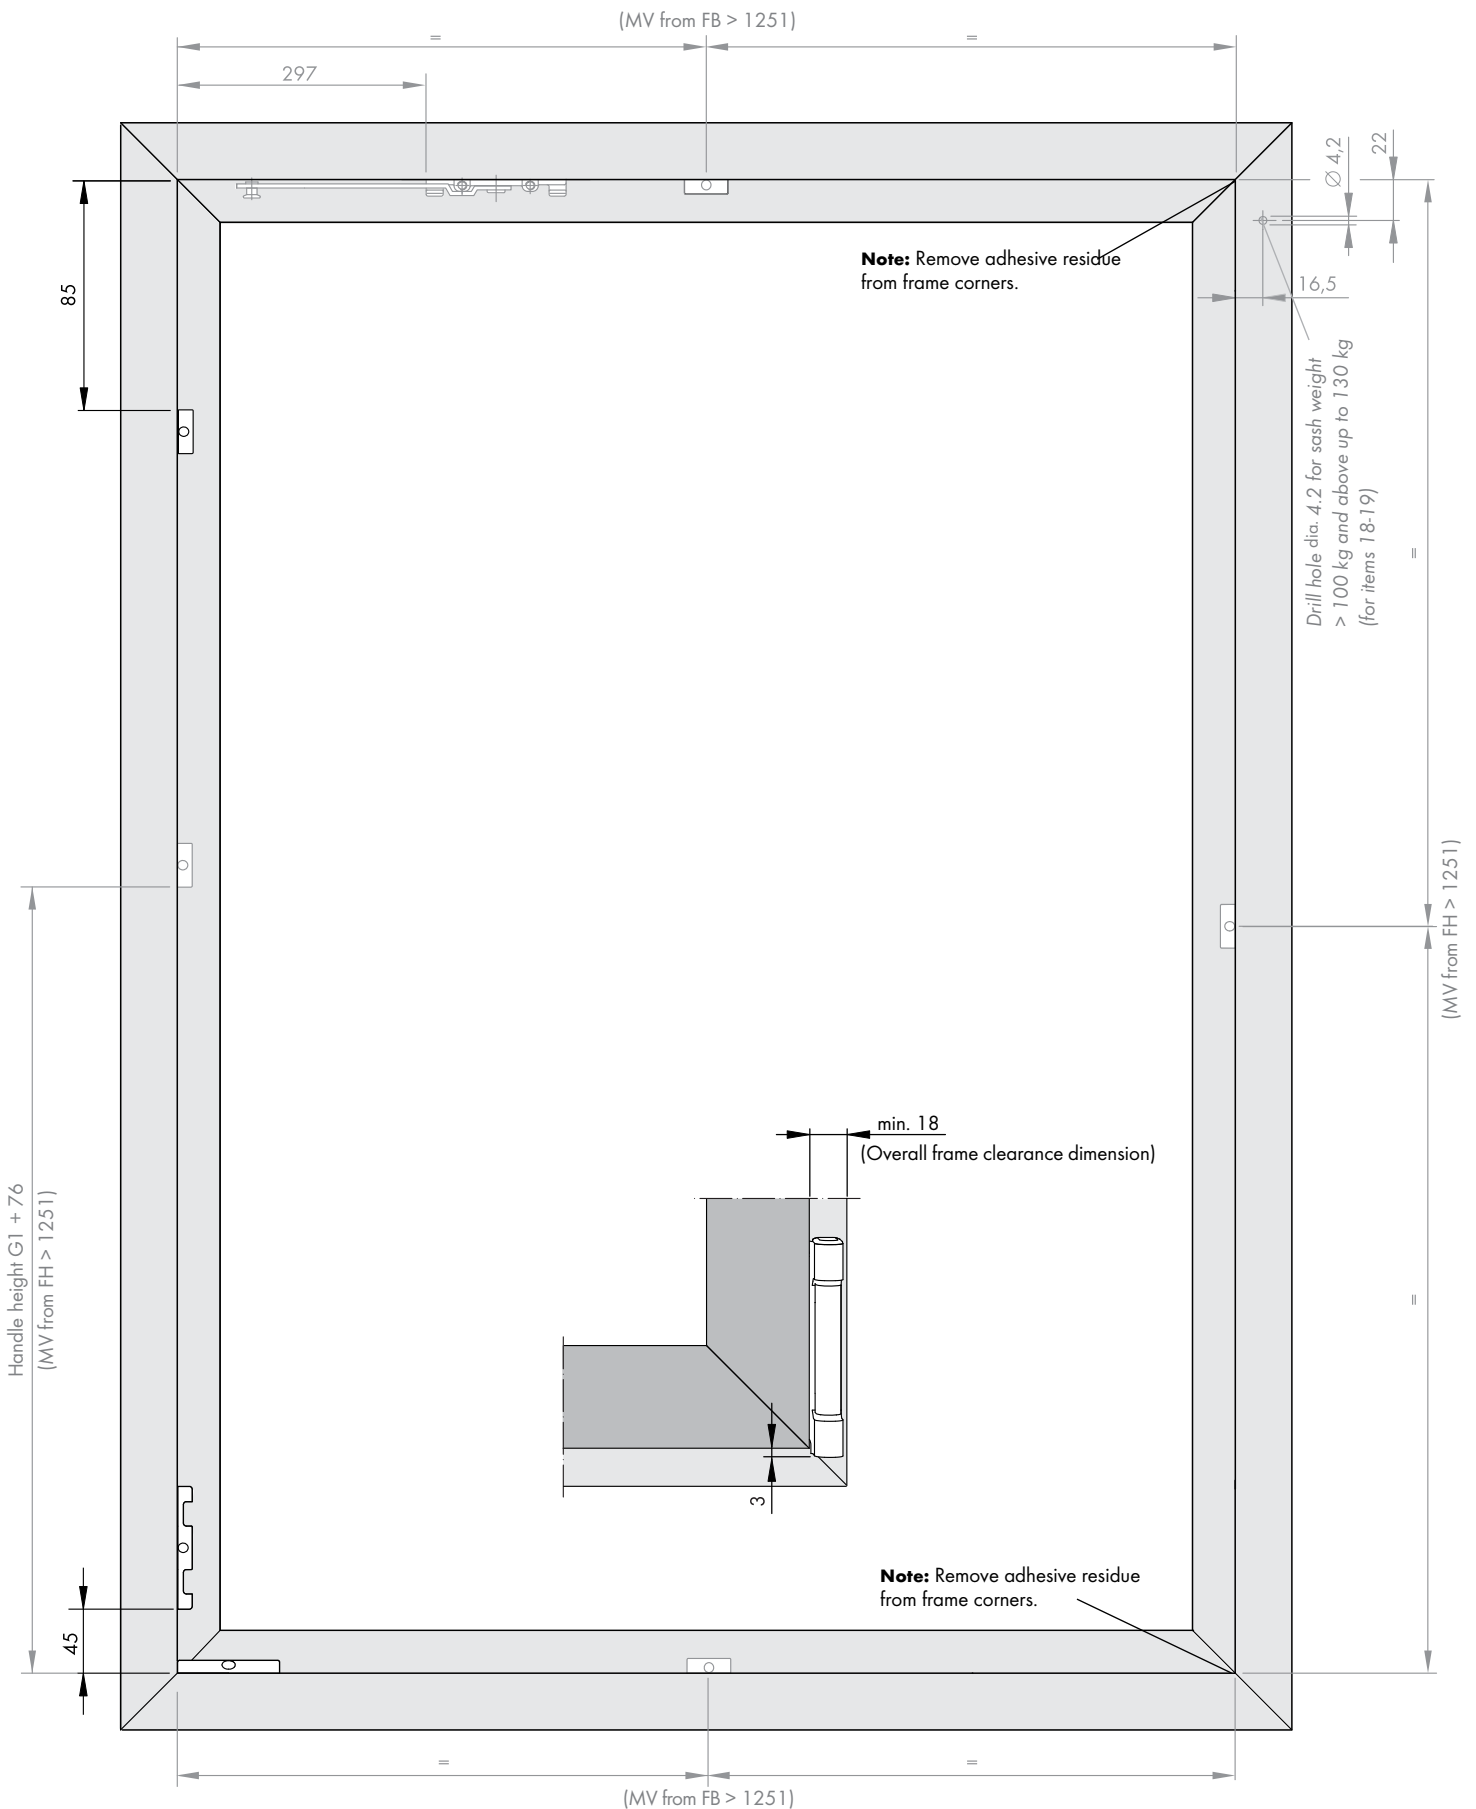 (MV from FB > 1251)
=
=
297
Ø 4,2
22
85
Note: Remove adhesive residue
from frame corners.
16,5
Drill hole dia. 4.2 for sash weight
> 100 kg and above up to 130 kg
(for items 18-19)
=
(MV from FH > 1251)
min. 18
(Overall frame clearance dimension)
Handle height G1 + 76
(MV from FH > 1251)
=
3
Note: Remove adhesive residue
from frame corners.
45
=
=
(MV from FB > 1251)